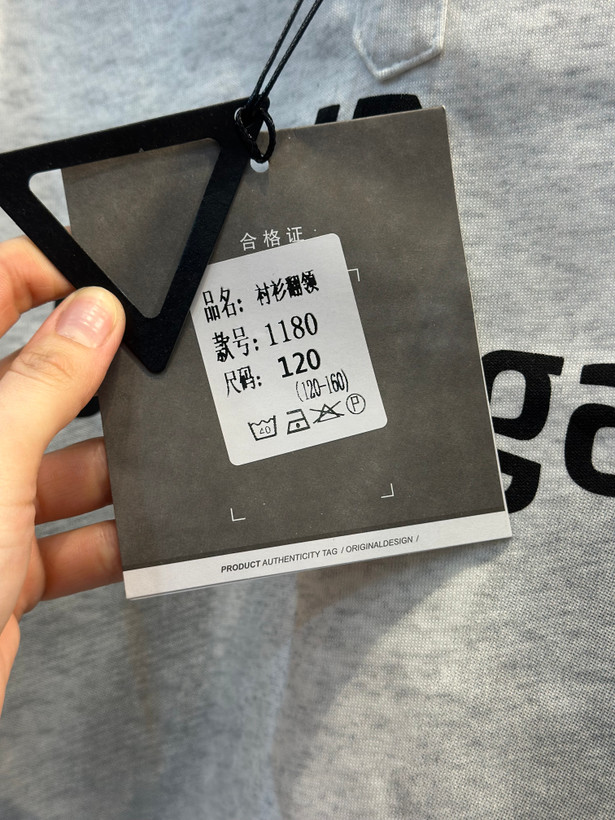 合格证
品名: 衬衫翻领
款号: 1180
尺码: 120
(120-160)
40 P
PRODUCT AUTHENTICITY TAG / ORIGINALDESIGN /
ga